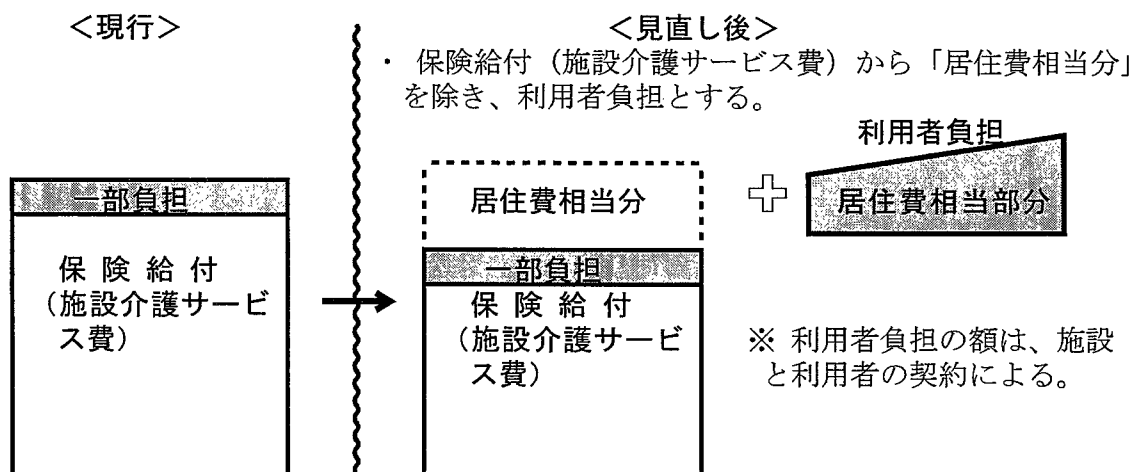 <現行>
一部負担
保険給付
(施設介護サービ
ス費)
<見直し後>
・ 保険給付（施設介護サービス費）から「居住費相当分」
を除き、利用者負担とする。
居住費相当分
一部負担
保険給付
(施設介護サービ
ス費)
利用者負担
居住費相当部分
※ 利用者負担の額は、施設
と利用者の契約による。